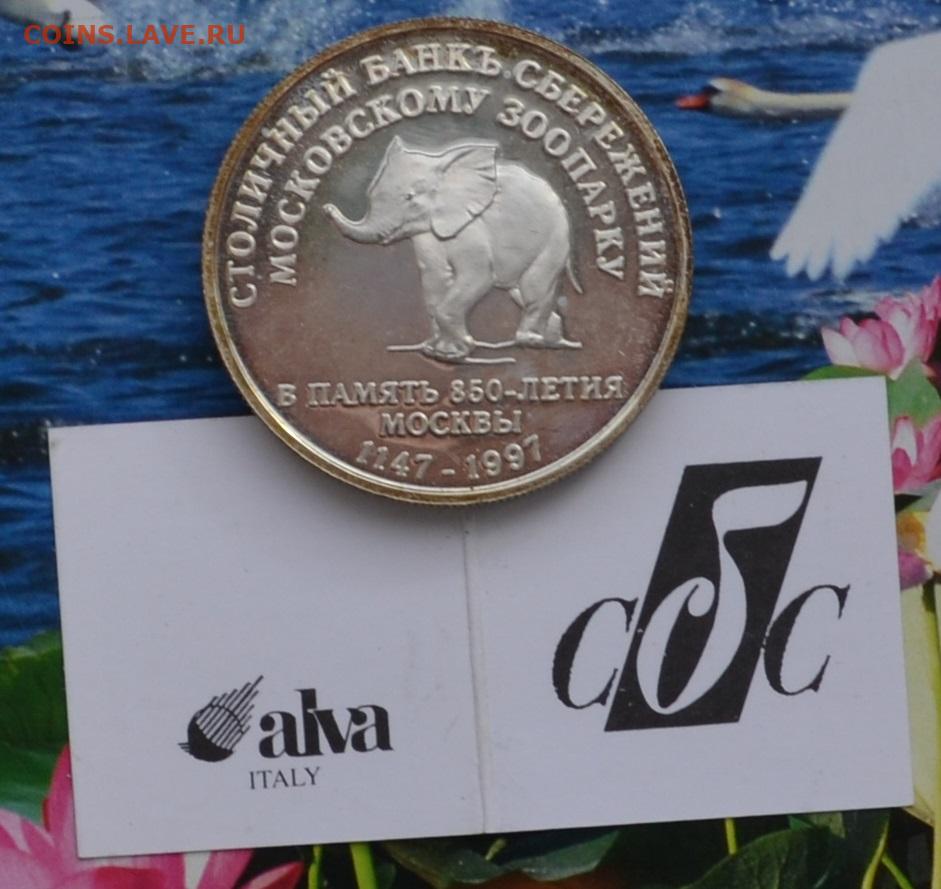 COINS.LAVE.RU
СТОЛИЧНЫЙ БАНКЪ СБЕРЕЖЕНИЙ
МОСКОВСКОМУ ЗООПАРКУ
В ПАМЯТЬ 850-ЛЕТИЯ
МОСКВЫ
1147-1997
СбС
alva
ITALY